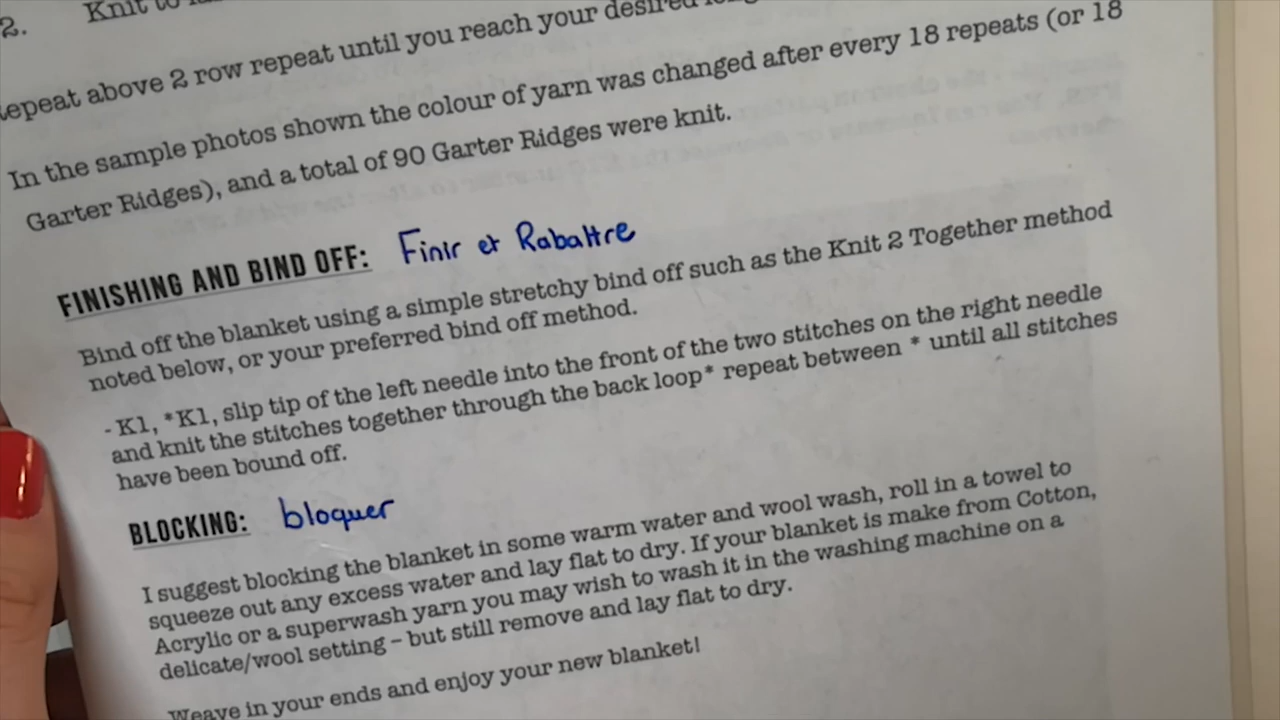 2. Knit to
repeat above 2 row repeat until you reach your desired
In the sample photos shown the colour of yarn was changed after every 18 repeats (or 18
Garter Ridges), and a total of 90 Garter Ridges were knit.
FINISHING AND BIND OFF: Finir et Rabattre
Bind off the blanket using a simple stretchy bind off such as the Knit 2 Together method
noted below, or your preferred bind off method.
- K1, *K1, slip tip of the left needle into the front of the two stitches on the right needle
and knit the stitches together through the back loop* repeat between * until all stitches
have been bound off.
BLOCKING: bloquer
I suggest blocking the blanket in some warm water and wool wash, roll in a towel to
squeeze out any excess water and lay flat to dry. If your blanket is make from Cotton,
Acrylic or a superwash yarn you may wish to wash it in the washing machine on a
delicate/wool setting – but still remove and lay flat to dry.
Weave in your ends and enjoy your new blanket!